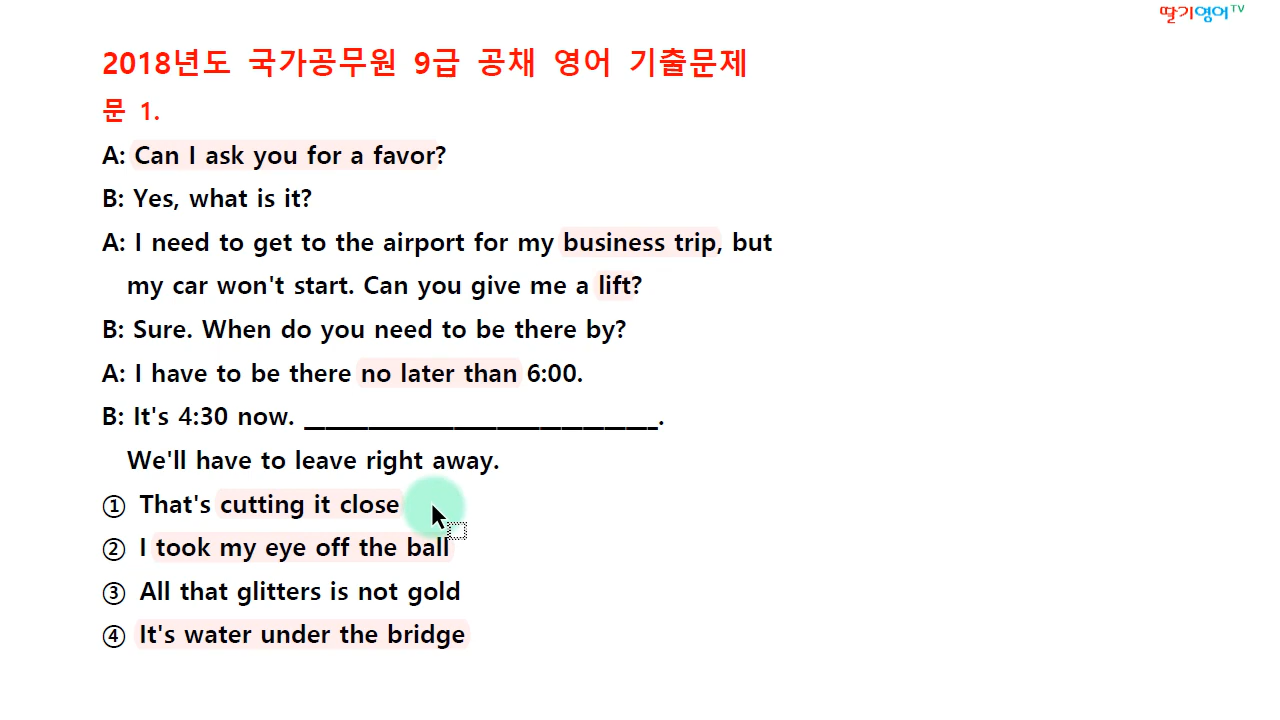 딸기영어TV
2018년도 국가공무원 9급 공채 영어 기출문제
문 1.
A: Can I ask you for a favor?
B: Yes, what is it?
A: I need to get to the airport for my business trip, but
my car won't start. Can you give me a lift?
B: Sure. When do you need to be there by?
A: I have to be there no later than 6:00.
B: It's 4:30 now. ______________________________.
We'll have to leave right away.
① That's cutting it close
② I took my eye off the ball
③ All that glitters is not gold
④ It's water under the bridge